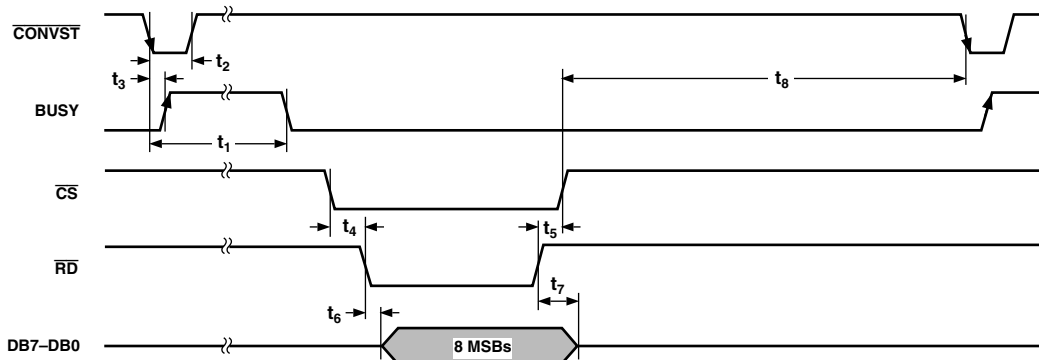 CONVST
t2
t3
t8
BUSY
t1
CS
t4
t5
RD
t7
t6
DB7–DB0
8 MSBs